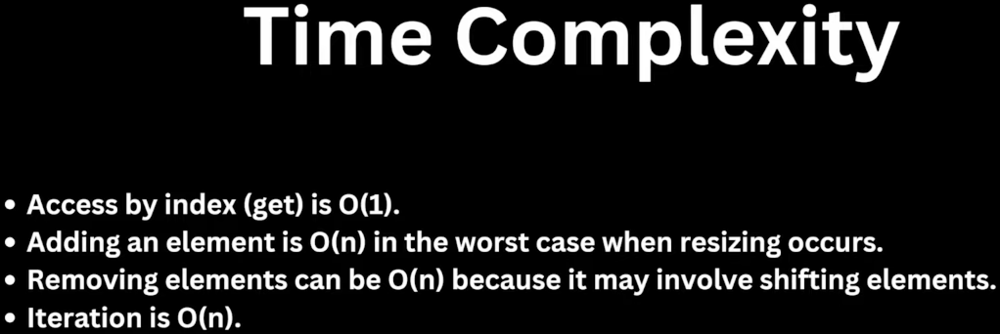 Time Complexity
• Access by index (get) is O(1).
• Adding an element is O(n) in the worst case when resizing occurs.
• Removing elements can be O(n) because it may involve shifting elements.
• Iteration is O(n).